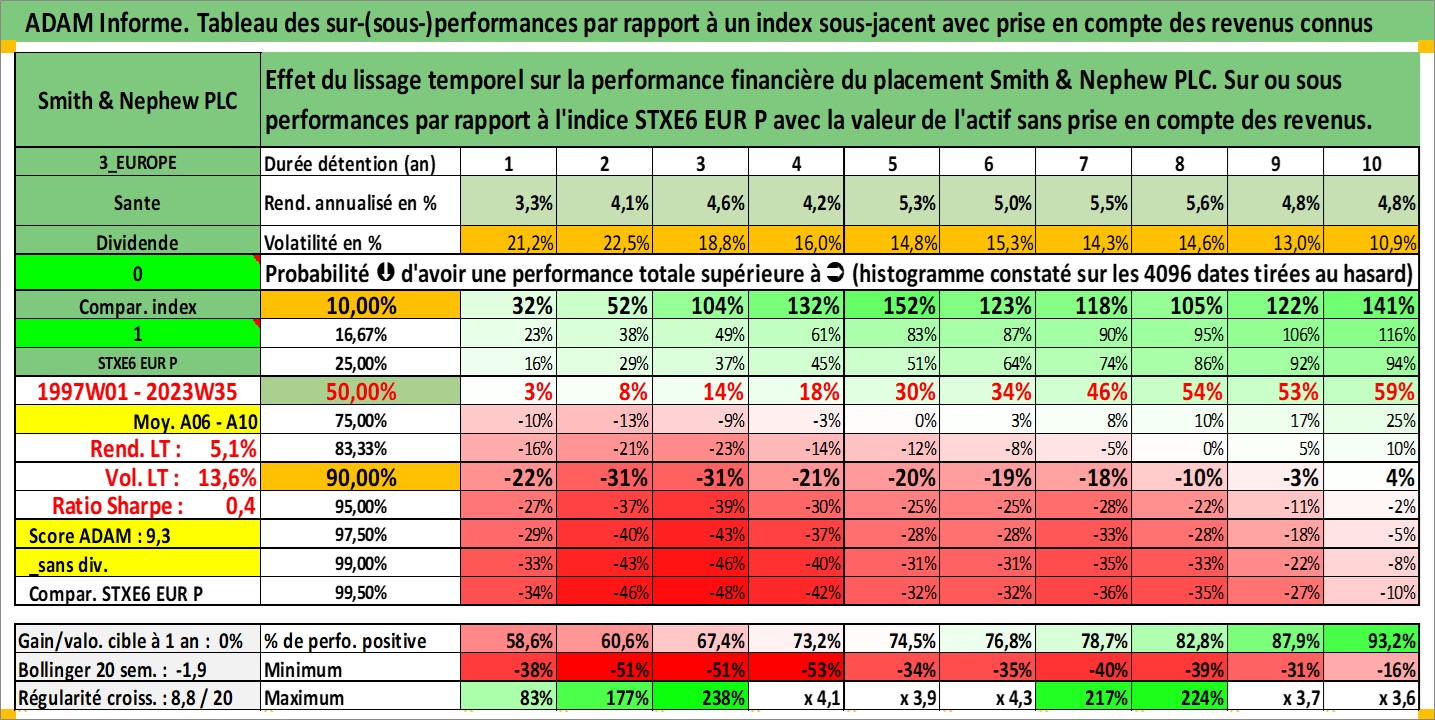 ADAM Informe. Tableau des sur-(sous-)performances par rapport à un index sous-jacent avec prise en compte des revenus connus
Smith & Nephew PLC
Effet du lissage temporel sur la performance financière du placement Smith & Nephew PLC. Sur ou sous
performances par rapport à l'indice STXE6 EUR P avec la valeur de l'actif sans prise en compte des revenus.
3_EUROPE Durée détention (an) 1 2 3 4 5 6 7 8 9 10
Sante Rend. annualisé en % 3,3% 4,1% 4,6% 4,2% 5,3% 5,0% 5,5% 5,6% 4,8% 4,8%
Dividende Volatilité en % 21,2% 22,5% 18,8% 16,0% 14,8% 15,3% 14,3% 14,6% 13,0% 10,9%
0 Probabilité d'avoir une performance totale supérieure à (histogramme constaté sur les 4096 dates tirées au hasard)
Compar. index 10,00% 32% 52% 104% 132% 152% 123% 118% 105% 122% 141%
1 16,67% 23% 38% 49% 61% 83% 87% 90% 95% 106% 116%
STXE6 EUR P 25,00% 16% 29% 37% 45% 51% 64% 74% 86% 92% 94%
1997W01 - 2023W35 50,00% 3% 8% 14% 18% 30% 34% 46% 54% 53% 59%
Moy. A06 - A10 75,00% -10% -13% -9% -3% 0% 3% 8% 10% 17% 25%
Rend. LT : 5,1% 83,33% -16% -21% -23% -14% -12% -8% -5% 0% 5% 10%
Vol. LT : 13,6% 90,00% -22% -31% -31% -21% -20% -19% -18% -10% -3% 4%
Ratio Sharpe : 0,4 95,00% -27% -37% -39% -30% -25% -25% -28% -22% -11% -2%
Score ADAM : 9,3 97,50% -29% -40% -43% -37% -28% -28% -33% -28% -18% -5%
_sans div. 99,00% -33% -43% -46% -40% -31% -31% -35% -33% -22% -8%
Compar. STXE6 EUR P 99,50% -34% -46% -48% -42% -32% -32% -36% -35% -27% -10%
Gain/valo. cible à 1 an : 0% % de perfo. positive 58,6% 60,6% 67,4% 73,2% 74,5% 76,8% 78,7% 82,8% 87,9% 93,2%
Bollinger 20 sem. : -1,9 Minimum -38% -51% -51% -53% -34% -35% -40% -39% -31% -16%
Régularité croiss. : 8,8 / 20 Maximum 83% 177% 238% x 4,1 x 3,9 x 4,3 217% 224% x 3,7 x 3,6